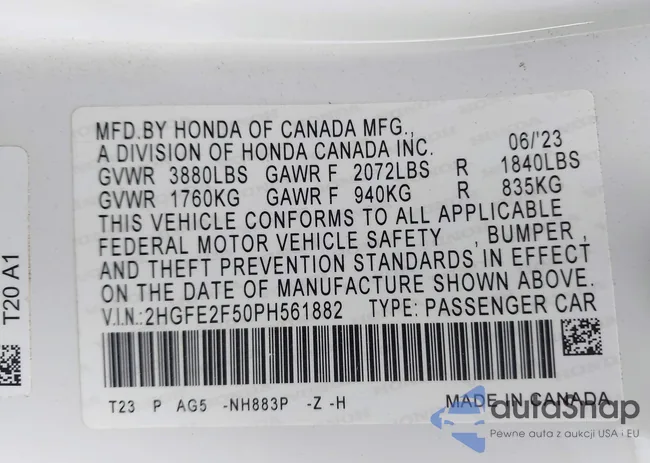 MFD.BY HONDA OF CANADA MFG.,
A DIVISION OF HONDA CANADA INC. 06/'23
GVWR 3880LBS GAWR F 2072LBS R 1840LBS
GVWR 1760KG GAWR F 940KG R 835KG
THIS VEHICLE CONFORMS TO ALL APPLICABLE
FEDERAL MOTOR VEHICLE SAFETY , BUMPER ,
AND THEFT PREVENTION STANDARDS IN EFFECT
ON THE DATE OF MANUFACTURE SHOWN ABOVE.
V.I.N.:2HGFE2F50PH561882 TYPE: PASSENGER CAR
T23 P AG5 -NH883P -Z -H MADE IN CANADA
T20 A1
autoSnap
Pewne auta z aukcji USA i EU